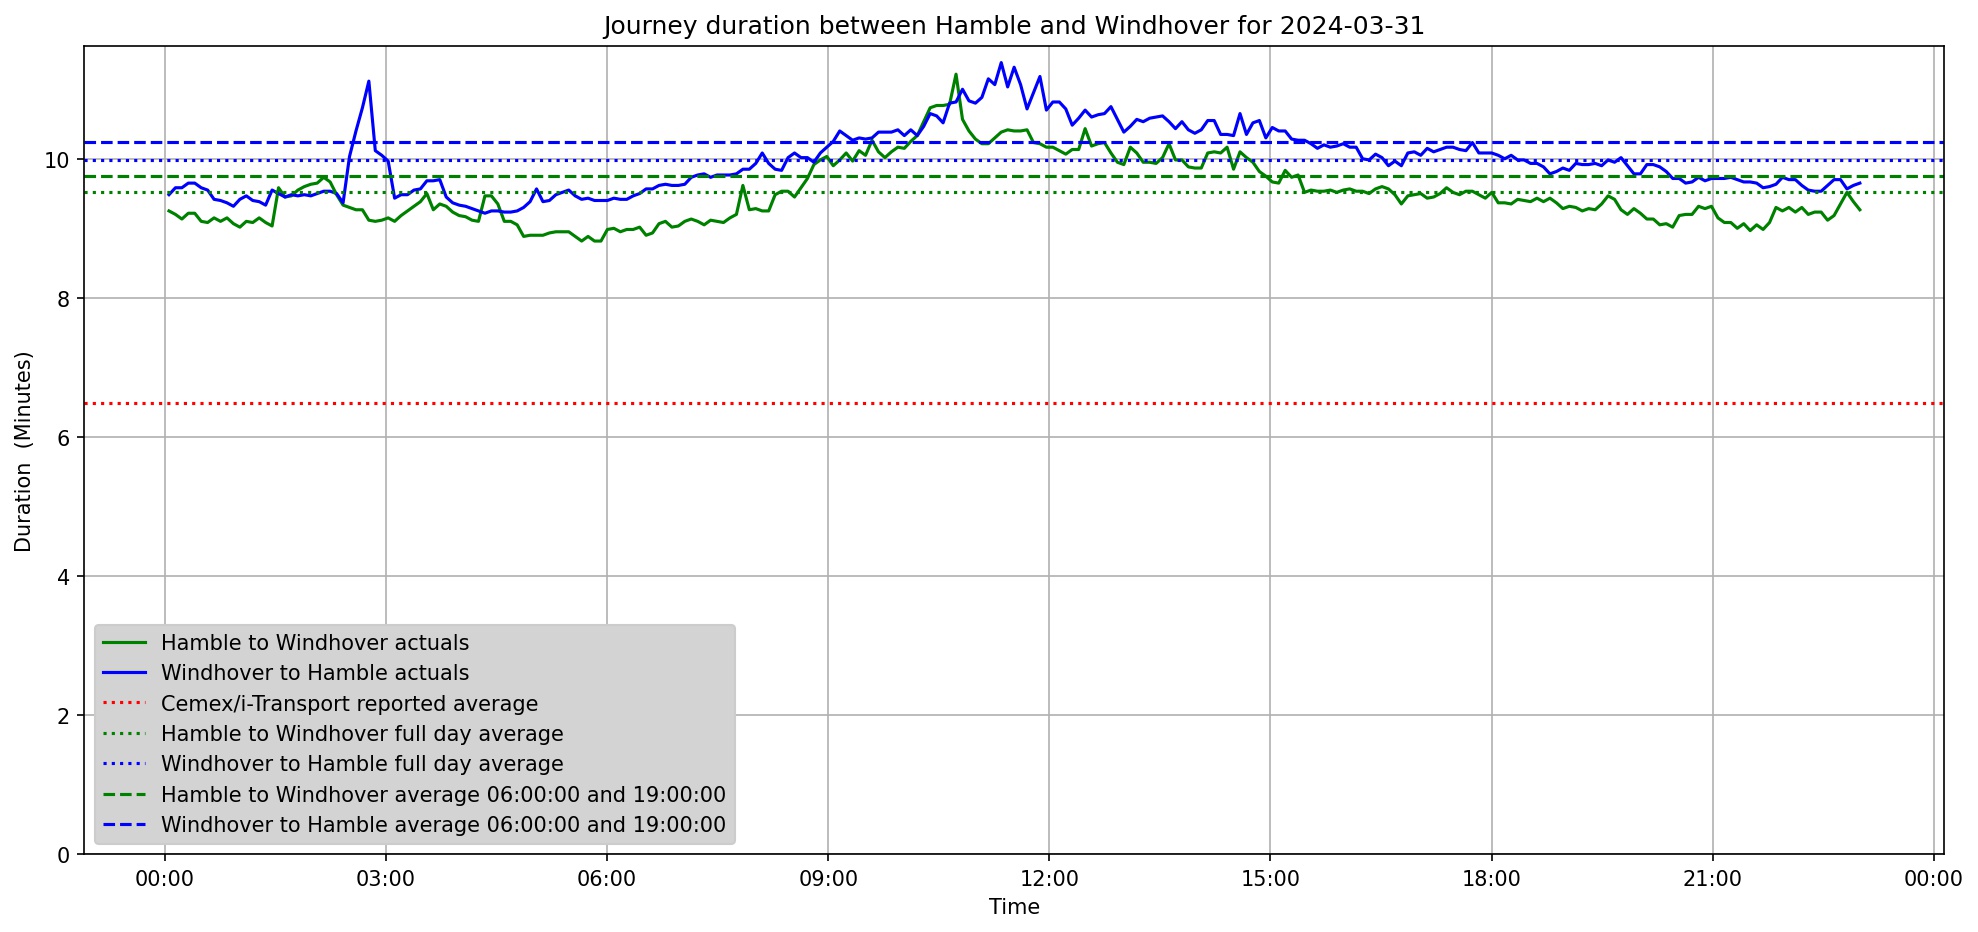 Journey duration between Hamble and Windhover for 2024-03-31
10
8
6
4
2
0
Duration  (Minutes)
Hamble to Windhover actuals
Windhover to Hamble actuals
Cemex/i-Transport reported average
Hamble to Windhover full day average
Windhover to Hamble full day average
Hamble to Windhover average 06:00:00 and 19:00:00
Windhover to Hamble average 06:00:00 and 19:00:00
00:00 03:00 06:00 09:00 12:00 15:00 18:00 21:00 00:00
Time